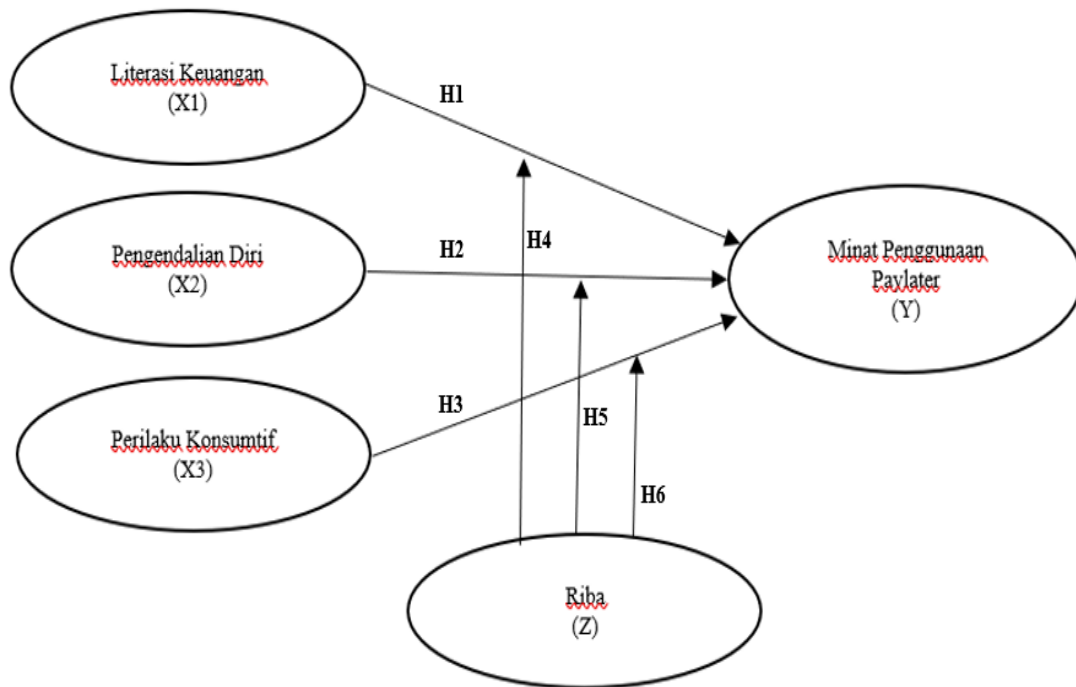 Literasi Keuangan
(X1)
H1
Pengendalian Diri
(X2)
H2
H4
Minat Penggunaan
Paylater
(Y)
Perilaku Konsumtif
(X3)
H3
H5
H6
Riba
(Z)